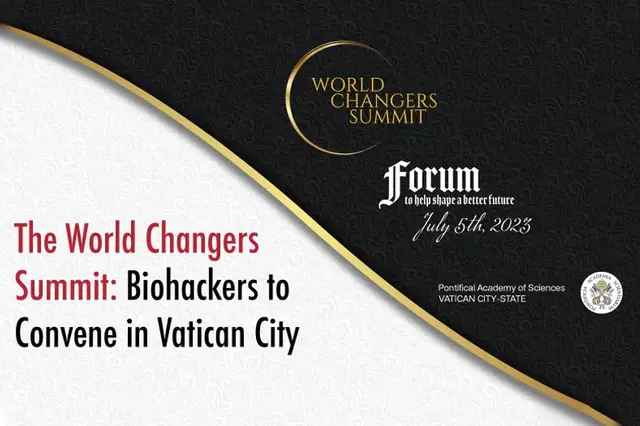 WORLD
CHANGERS
SUMMIT
Forum
to help shape a better future
July 5th, 2023
The World Changers
Summit: Biohackers to
Convene in Vatican City
Pontifical Academy of Sciences
VATICAN CITY-STATE